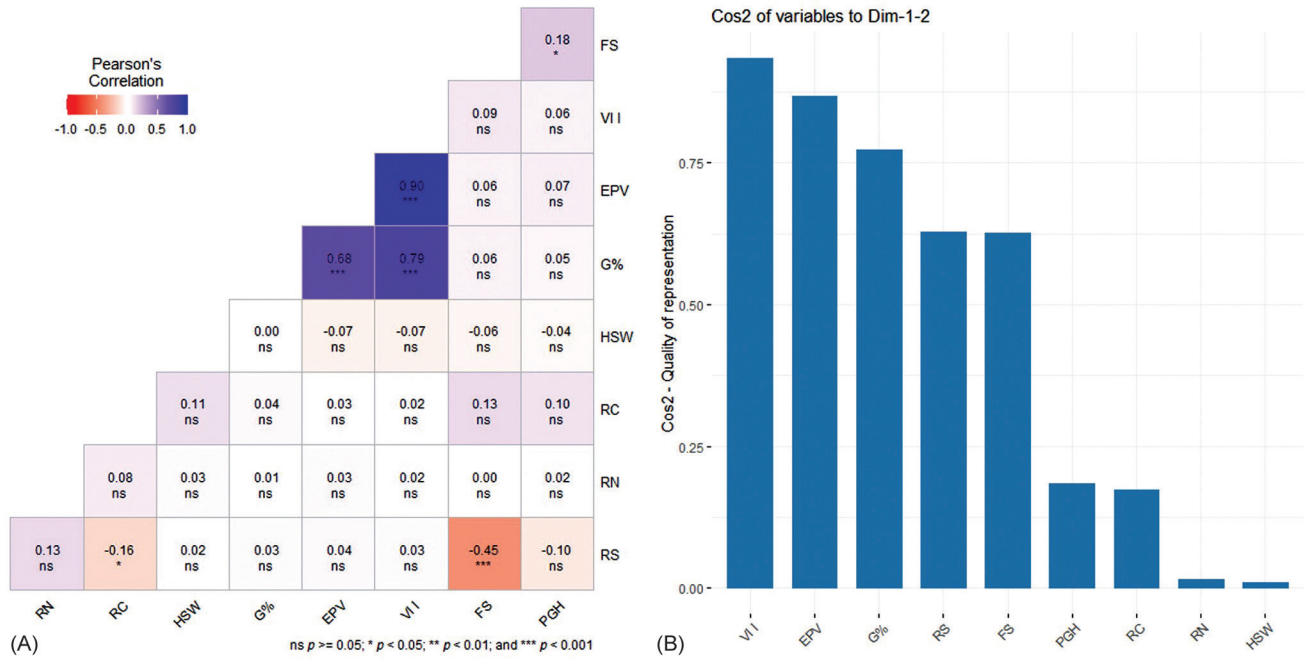 Pearson's
Correlation
-1.0 -0.5 0.0 0.5 1.0
0.18
*
FS
0.09 0.06
ns ns
VI I
0.90 0.06 0.07
*** ns ns
EPV
0.68 0.79 0.06 0.05
*** *** ns ns
G%
0.00 -0.07 -0.07 -0.06 -0.04
ns ns ns ns ns
HSW
0.11 0.04 0.03 0.02 0.13 0.10
ns ns ns ns ns ns
RC
0.08 0.03 0.01 0.03 0.02 0.00 0.02
ns ns ns ns ns ns ns
RN
0.13 -0.16 0.02 0.03 0.04 0.03 -0.45 -0.10
ns * ns ns ns ns *** ns
RS
RN RC HSW G% EPV VI I FS PGH
(A)
ns p >= 0.05; * p < 0.05; ** p < 0.01; and *** p < 0.001
Cos2 of variables to Dim-1-2
Cos2 - Quality of representation
0.75
0.50
0.25
0.00
VI I EPV G% RS FS PGH RC RN HSW
(B)